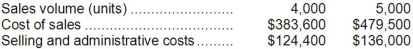 Sales volume (units) ........................ 4,000 5,000
Cost of sales .................................. $383,600 $479,500
Selling and administrative costs......... $124,400 $136,000